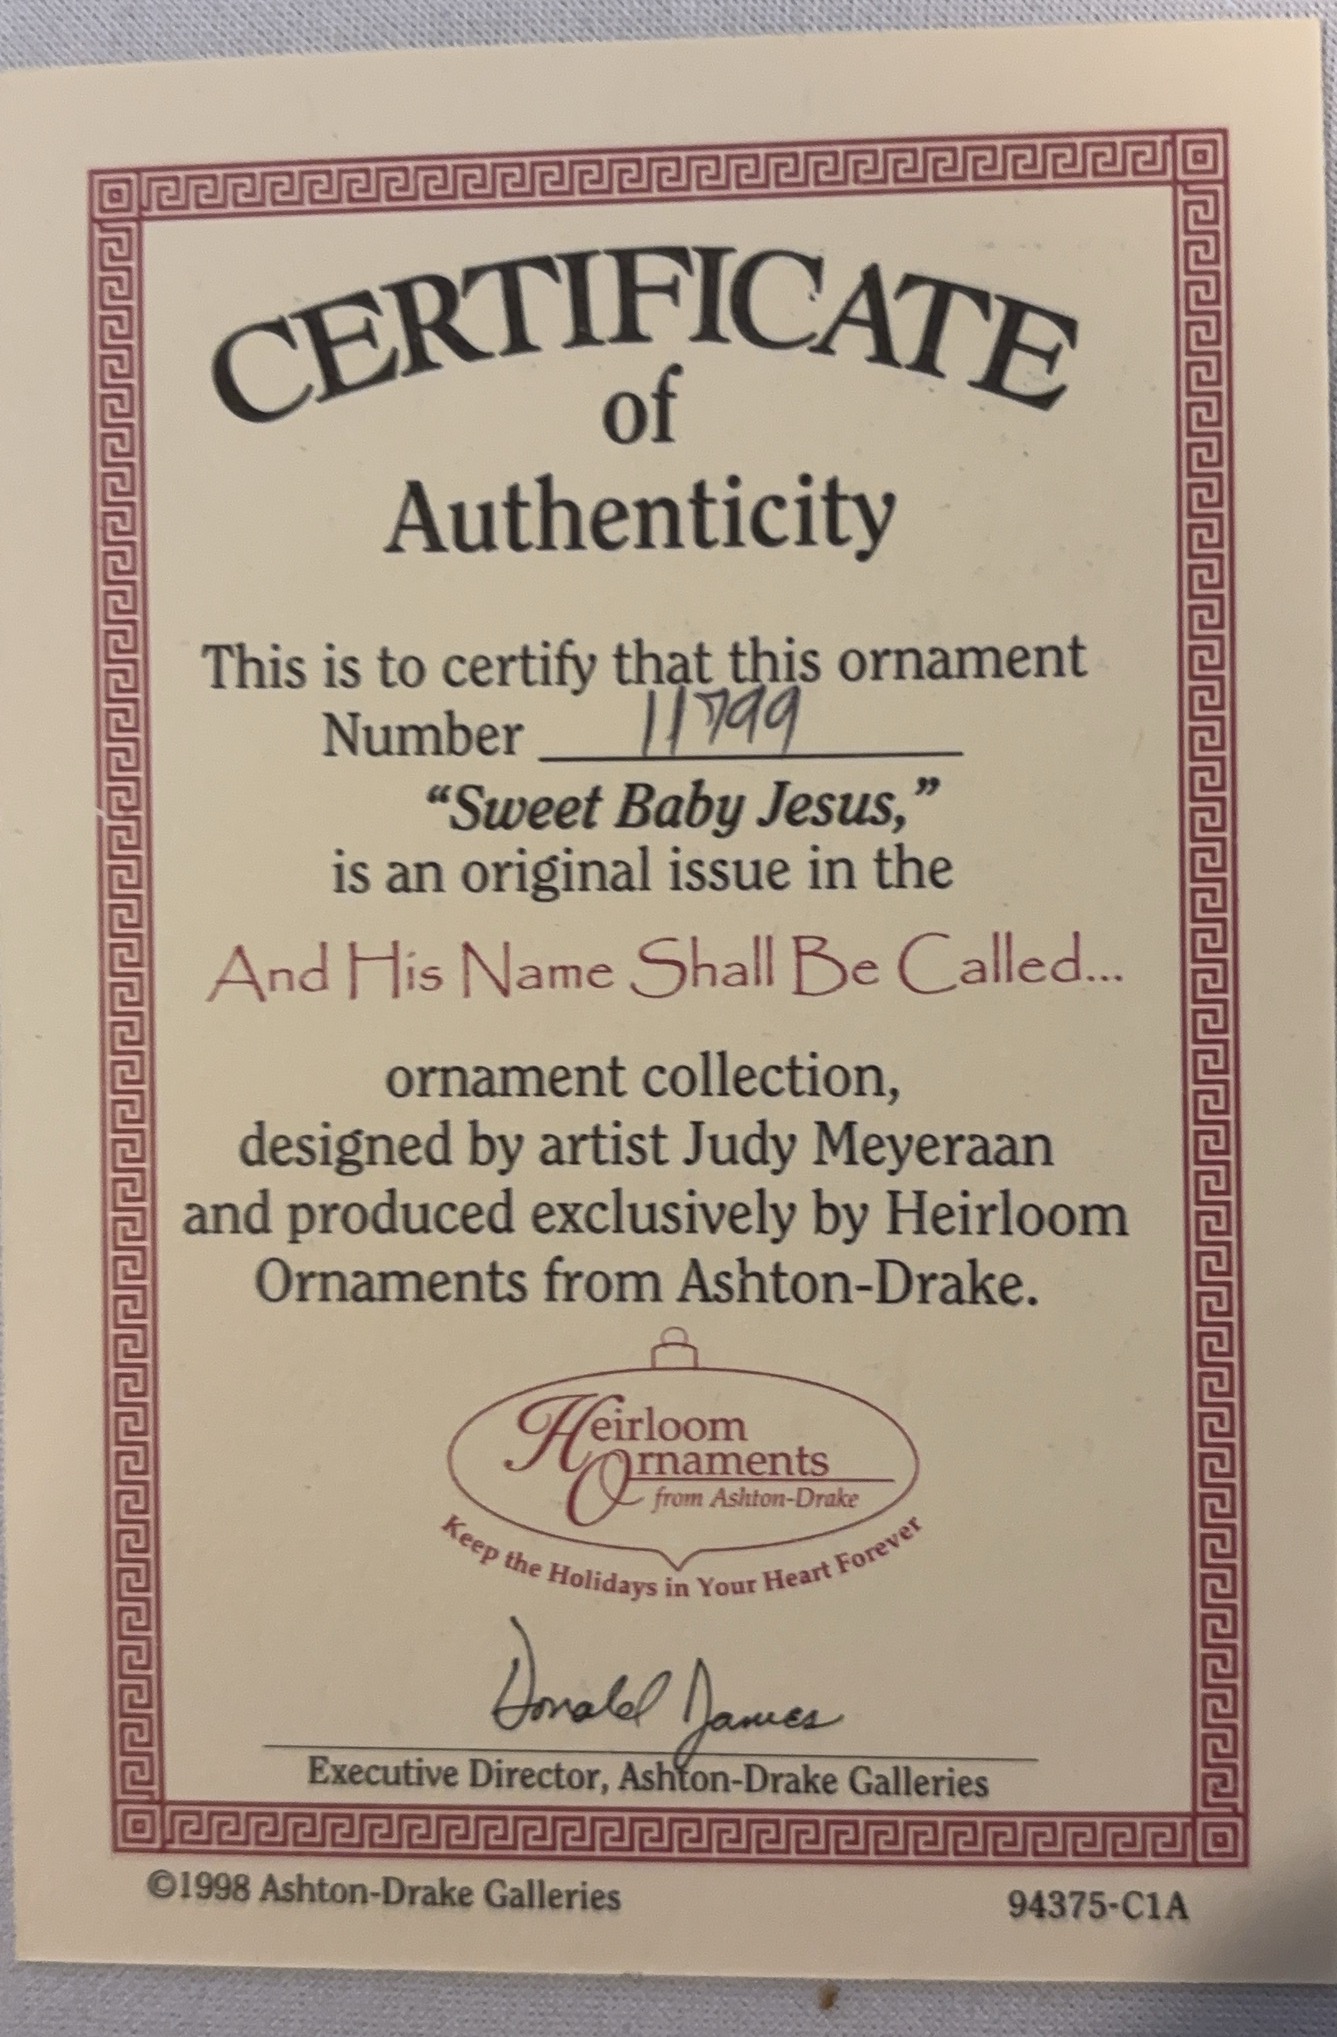 CERTIFICATE
of
Authenticity
This is to certify that this ornament
Number 11799
“Sweet Baby Jesus,”
is an original issue in the
And His Name Shall Be Called...
ornament collection,
designed by artist Judy Meyeraan
and produced exclusively by Heirloom
Ornaments from Ashton-Drake.
Heirloom
Ornaments
from Ashton-Drake
Keep the Holidays in Your Heart Forever
Donald James
Executive Director, Ashton-Drake Galleries
©1998 Ashton-Drake Galleries
94375-C1A